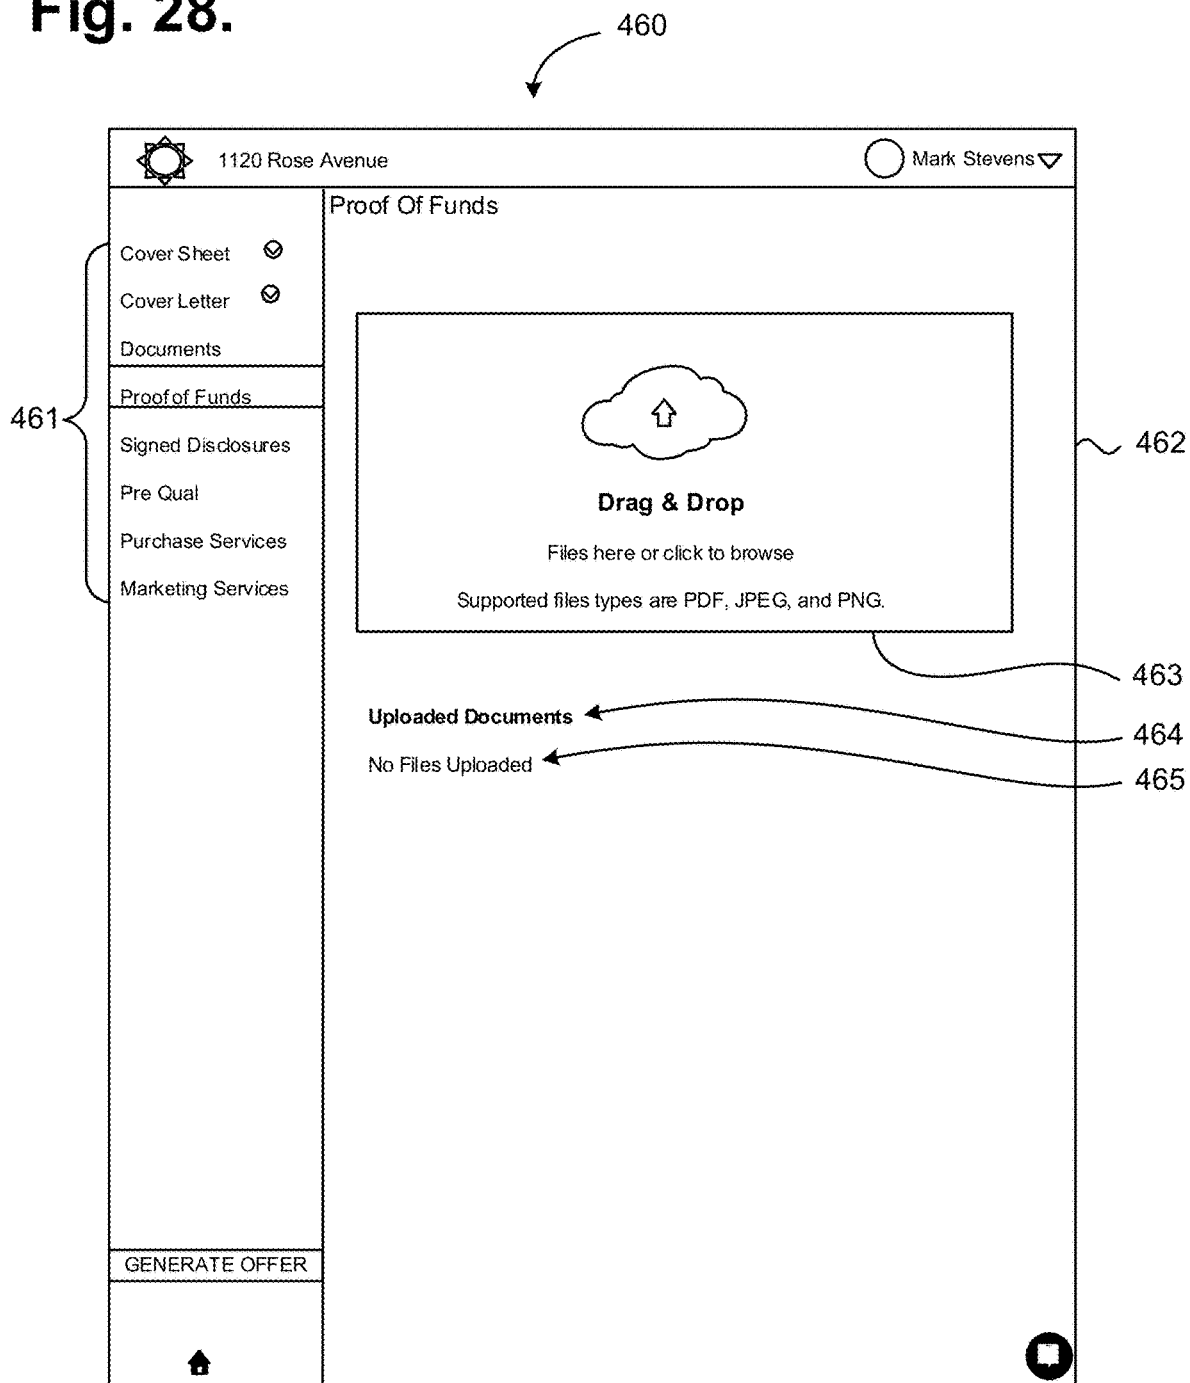 Fig. 28.
460
1120 Rose Avenue
Mark Stevens
Proof Of Funds
Cover Sheet
Cover Letter
Documents
Proof of Funds
Signed Disclosures
Pre Qual
Purchase Services
Marketing Services
461
462
Drag & Drop
Files here or click to browse
Supported files types are PDF, JPEG, and PNG.
463
Uploaded Documents
464
No Files Uploaded
465
GENERATE OFFER